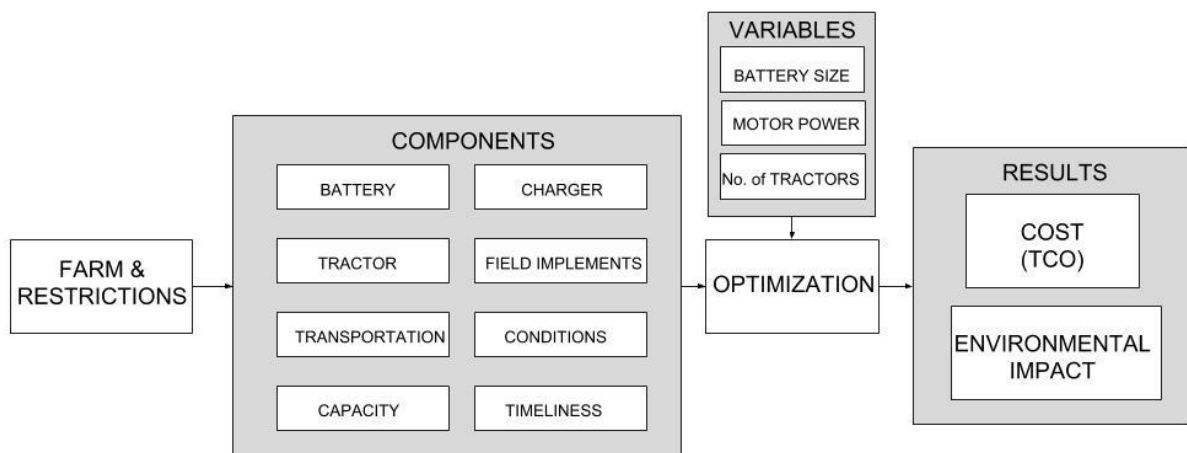 VARIABLES
BATTERY SIZE
MOTOR POWER
No. of TRACTORS
COMPONENTS
BATTERY
CHARGER
TRACTOR
FIELD IMPLEMENTS
TRANSPORTATION
CONDITIONS
CAPACITY
TIMELINESS
FARM &
RESTRICTIONS
OPTIMIZATION
RESULTS
COST
(TCO)
ENVIRONMENTAL
IMPACT